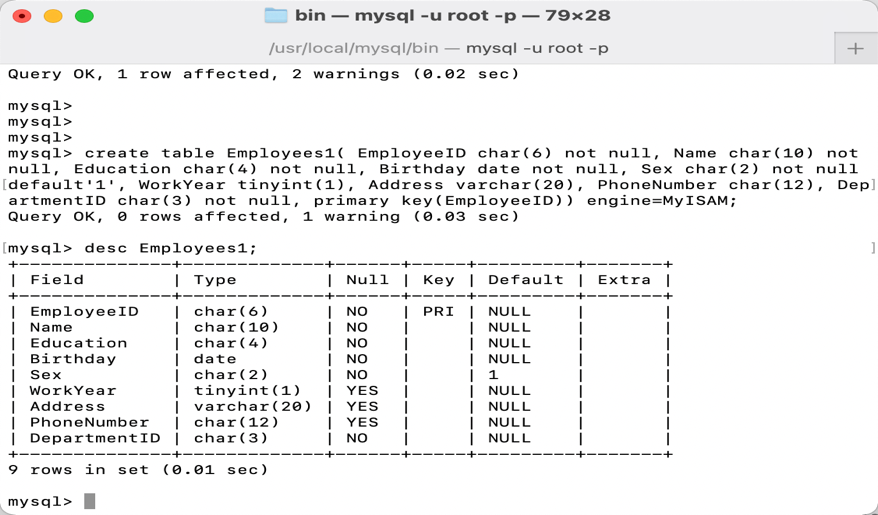 bin — mysql -u root -p — 79×28
/usr/local/mysql/bin — mysql -u root -p +
Query OK, 1 row affected, 2 warnings (0.02 sec)
mysql>
mysql>
mysql>
mysql> create table Employees1( EmployeeID char(6) not null, Name char(10) not
null, Education char(4) not null, Birthday date not null, Sex char(2) not null
[default'1', WorkYear tinyint(1), Address varchar(20), PhoneNumber char(12), Dep]
artmentID char(3) not null, primary key(EmployeeID)) engine=MyISAM;
Query OK, 0 rows affected, 1 warning (0.03 sec)
[mysql> desc Employees1; ]
+---------------+-------------+------+-----+---------+-------+
| Field         | Type        | Null | Key | Default | Extra |
+---------------+-------------+------+-----+---------+-------+
| EmployeeID    | char(6)     | NO   | PRI | NULL    |       |
| Name          | char(10)    | NO   |     | NULL    |       |
| Education     | char(4)     | NO   |     | NULL    |       |
| Birthday      | date        | NO   |     | NULL    |       |
| Sex           | char(2)     | NO   |     | 1       |       |
| WorkYear      | tinyint(1)  | YES  |     | NULL    |       |
| Address       | varchar(20) | YES  |     | NULL    |       |
| PhoneNumber   | char(12)    | YES  |     | NULL    |       |
| DepartmentID  | char(3)     | NO   |     | NULL    |       |
+---------------+-------------+------+-----+---------+-------+
9 rows in set (0.01 sec)
mysql>